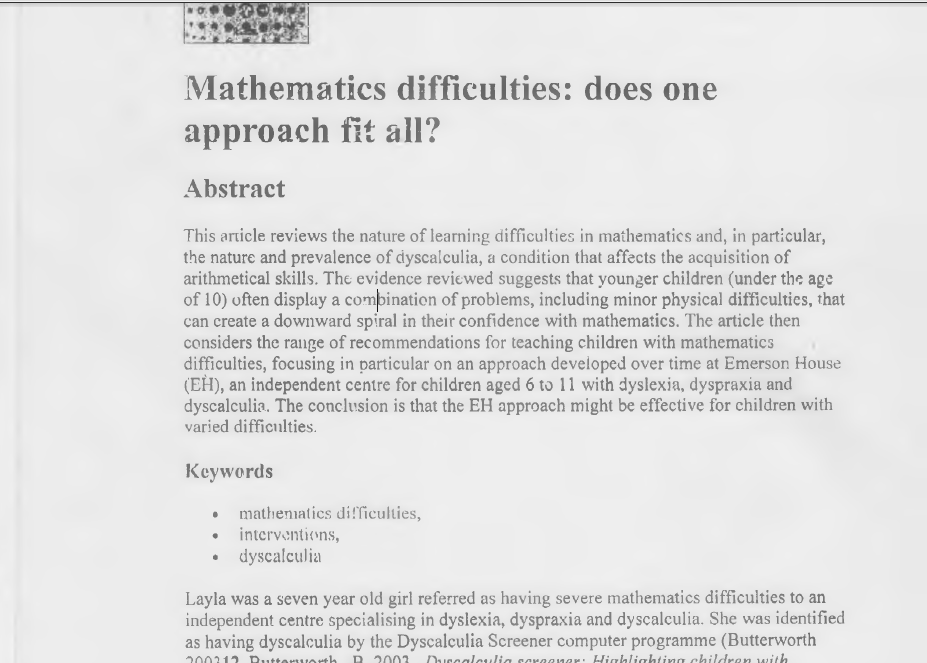 Mathematics difficulties: does one
approach fit all?
Abstract
This article reviews the nature of learning difficulties in mathematics and, in particular,
the nature and prevalence of dyscalculia, a condition that affects the acquisition of
arithmetical skills. The evidence reviewed suggests that younger children (under the age
of 10) often display a combination of problems, including minor physical difficulties, that
can create a downward spiral in their confidence with mathematics. The article then
considers the range of recommendations for teaching children with mathematics
difficulties, focusing in particular on an approach developed over time at Emerson House
(EH), an independent centre for children aged 6 to 11 with dyslexia, dyspraxia and
dyscalculia. The conclusion is that the EH approach might be effective for children with
varied difficulties.
Keywords
• mathematics difficulties,
• interventions,
• dyscalculia
Layla was a seven year old girl referred as having severe mathematics difficulties to an
independent centre specialising in dyslexia, dyspraxia and dyscalculia. She was identified
as having dyscalculia by the Dyscalculia Screener computer programme (Butterworth
200312. Butterworth, B. 2003. Dyscalculia screener: Highlighting children with